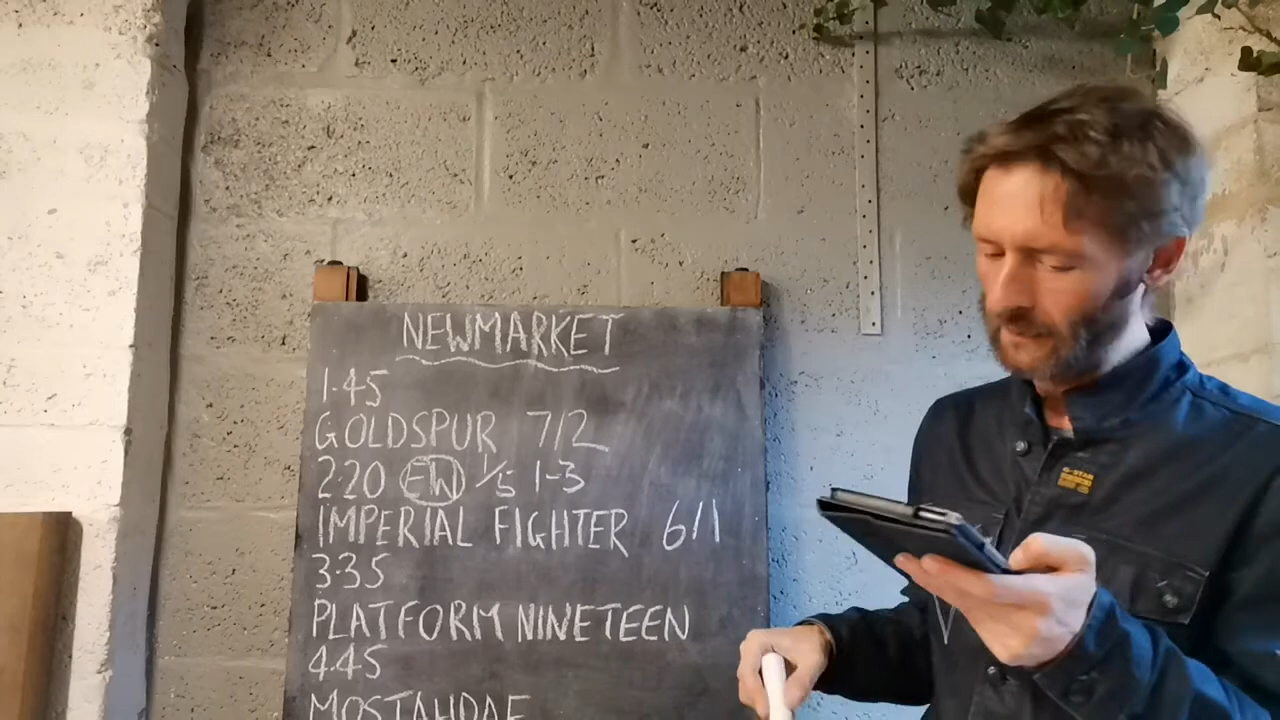 NEWMARKET
1.45
GOLDSPUR 7/2
2.20 EW 1/5 1-3
IMPERIAL FIGHTER 6/1
3.35
PLATFORM NINETEEN
4.45
MOSTAHDAF
G-STAR